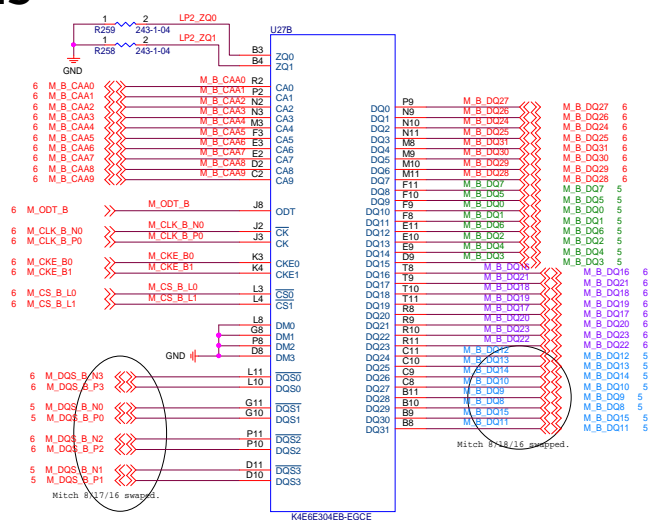 1 2 LP2_ZQ0
R259 243-1-04
1 2 LP2_ZQ1
R258 243-1-04
GND
U27B
B3 ZQ0
B4 ZQ1
6 M_B_CAA0 M_B_CAA0 R2 CA0
6 M_B_CAA1 M_B_CAA1 P2 CA1
6 M_B_CAA2 M_B_CAA2 N2 CA2
6 M_B_CAA3 M_B_CAA3 N3 CA3
6 M_B_CAA4 M_B_CAA4 M3 CA4
6 M_B_CAA5 M_B_CAA5 F3 CA5
6 M_B_CAA6 M_B_CAA6 E3 CA6
6 M_B_CAA7 M_B_CAA7 E2 CA7
6 M_B_CAA8 M_B_CAA8 D2 CA8
6 M_B_CAA9 M_B_CAA9 C2 CA9
6 M_ODT_B M_ODT_B J8 ODT
6 M_CLK_B_N0 M_CLK_B_N0 J2 CK
6 M_CLK_B_P0 M_CLK_B_P0 J3 CK
6 M_CKE_B0 M_CKE_B0 K3 CKE0
6 M_CKE_B1 M_CKE_B1 K4 CKE1
6 M_CS_B_L0 M_CS_B_L0 L3 CS0
6 M_CS_B_L1 M_CS_B_L1 L4 CS1
L8 DM0
G8 DM1
P8 DM2
D8 DM3
GND
6 M_DQS_B_N3 L11 DQS0
6 M_DQS_B_P3 L10 DQS0
5 M_DQS_B_N0 G11 DQS1
5 M_DQS_B_P0 G10 DQS1
6 M_DQS_B_N2 P11 DQS2
6 M_DQS_B_P2 P10 DQS2
5 M_DQS_B_N1 D11 DQS3
5 M_DQS_B_P1 D10 DQS3
Mitch 8/17/16 swaped.
DQ0 P9 M_B_DQ27 M_B_DQ27 6
DQ1 N9 M_B_DQ26 M_B_DQ26 6
DQ2 N10 M_B_DQ24 M_B_DQ24 6
DQ3 N11 M_B_DQ25 M_B_DQ25 6
DQ4 M8 M_B_DQ31 M_B_DQ31 6
DQ5 M9 M_B_DQ30 M_B_DQ30 6
DQ6 M10 M_B_DQ29 M_B_DQ29 6
DQ7 M11 M_B_DQ28 M_B_DQ28 6
DQ8 F11 M_B_DQ7 M_B_DQ7 5
DQ9 F10 M_B_DQ5 M_B_DQ5 5
DQ10 F9 M_B_DQ0 M_B_DQ0 5
DQ11 F8 M_B_DQ1 M_B_DQ1 5
DQ12 E11 M_B_DQ6 M_B_DQ6 5
DQ13 E10 M_B_DQ2 M_B_DQ2 5
DQ14 E9 M_B_DQ4 M_B_DQ4 5
DQ15 D9 M_B_DQ3 M_B_DQ3 5
DQ16 T8 M_B_DQ16 M_B_DQ16 6
DQ17 T9 M_B_DQ21 M_B_DQ21 6
DQ18 T10 M_B_DQ18 M_B_DQ18 6
DQ19 T11 M_B_DQ19 M_B_DQ19 6
DQ20 R8 M_B_DQ17 M_B_DQ17 6
DQ21 R9 M_B_DQ20 M_B_DQ20 6
DQ22 R10 M_B_DQ23 M_B_DQ23 6
DQ23 R11 M_B_DQ22 M_B_DQ22 6
DQ24 C11 M_B_DQ12 M_B_DQ12 5
DQ25 C10 M_B_DQ13 M_B_DQ13 5
DQ26 C9 M_B_DQ14 M_B_DQ14 5
DQ27 C8 M_B_DQ10 M_B_DQ10 5
DQ28 B11 M_B_DQ9 M_B_DQ9 5
DQ29 B10 M_B_DQ8 M_B_DQ8 5
DQ30 B9 M_B_DQ15 M_B_DQ15 5
DQ31 B8 M_B_DQ11 M_B_DQ11 5
Mitch 8/18/16 swapped.
K4E6E304EB-EGCE